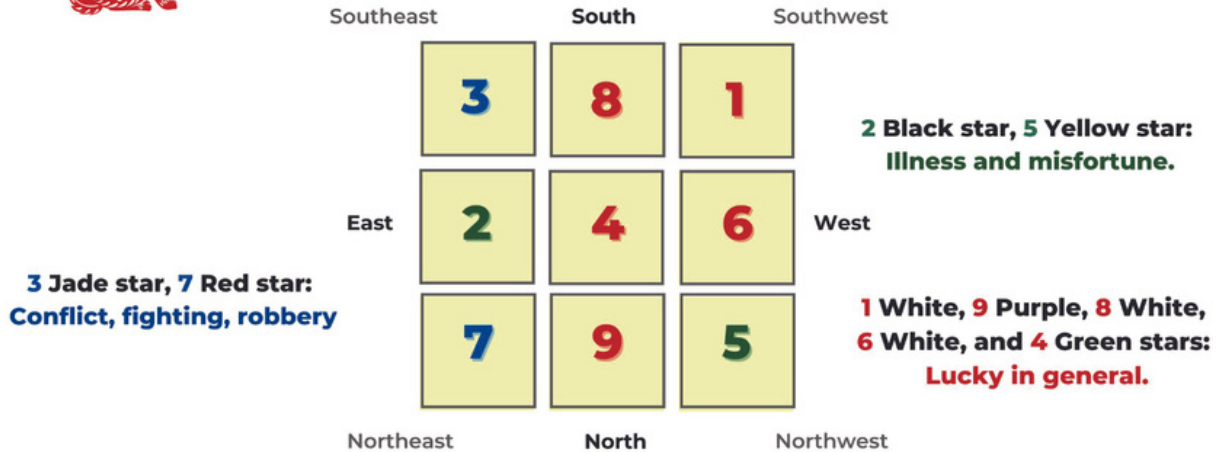 Southeast South Southwest
3 8 1
2 Black star, 5 Yellow star:
Illness and misfortune.
East 2 4 6 West
3 Jade star, 7 Red star:
Conflict, fighting, robbery
1 White, 9 Purple, 8 White,
6 White, and 4 Green stars:
Lucky in general.
7 9 5
Northeast North Northwest